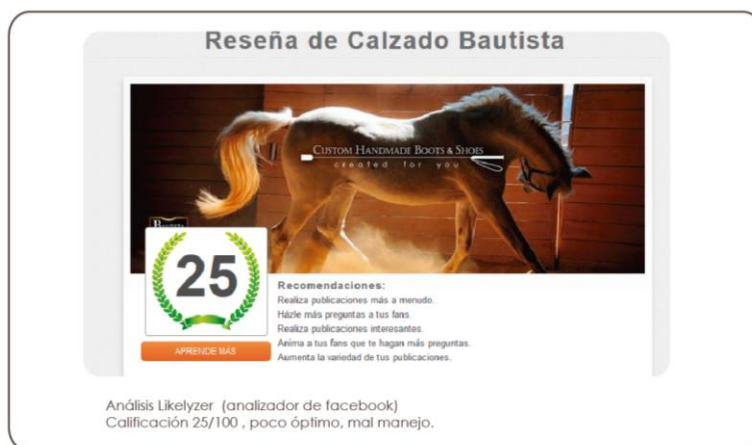 Reseña de Calzado Bautista
CUSTOM HANDMADE BOOTS & SHOES
created for you
Bautista
25
Recomendaciones:
Realiza publicaciones más a menudo.
Házle más preguntas a tus fans.
Realiza publicaciones interesantes.
Anima a tus fans que te hagan más preguntas.
Aumenta la variedad de tus publicaciones.
APRENDE MÁS
Análisis Likelyzer (analizador de facebook)
Calificación 25/100 , poco óptimo, mal manejo.